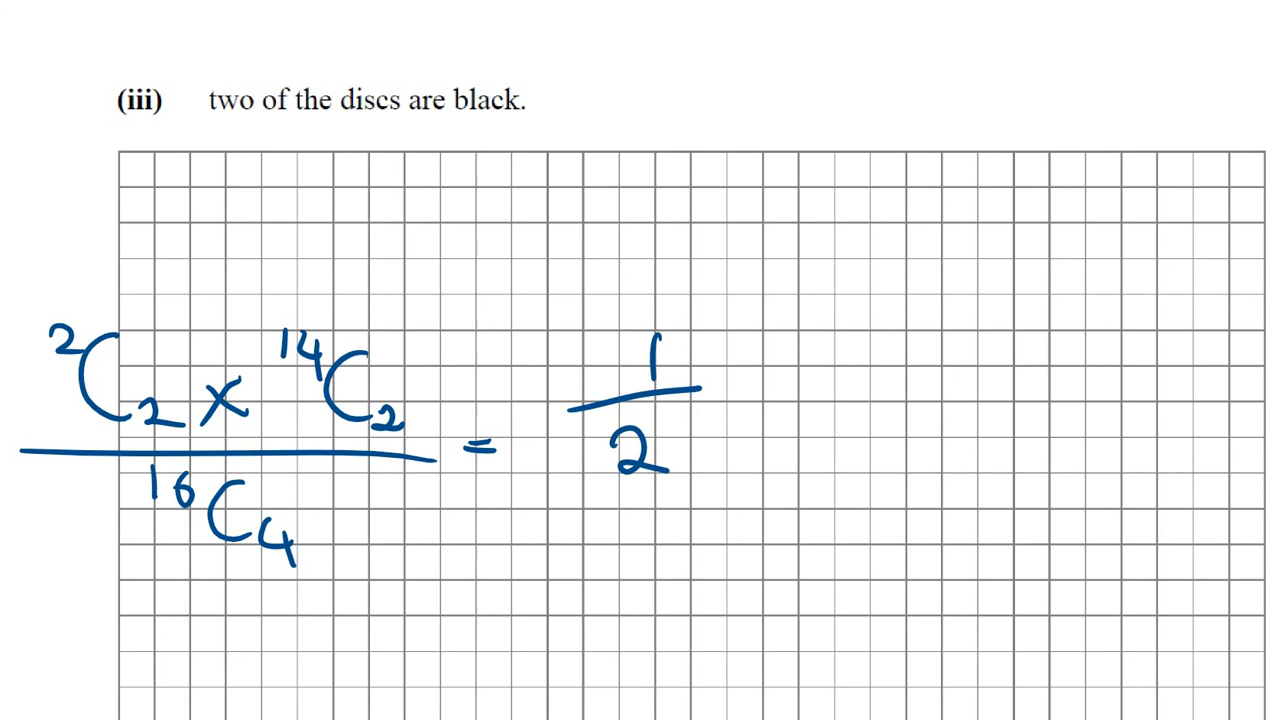 (iii) two of the discs are black.
²C₂ × ¹⁴C₂ / ¹⁶C₄ = 1/2